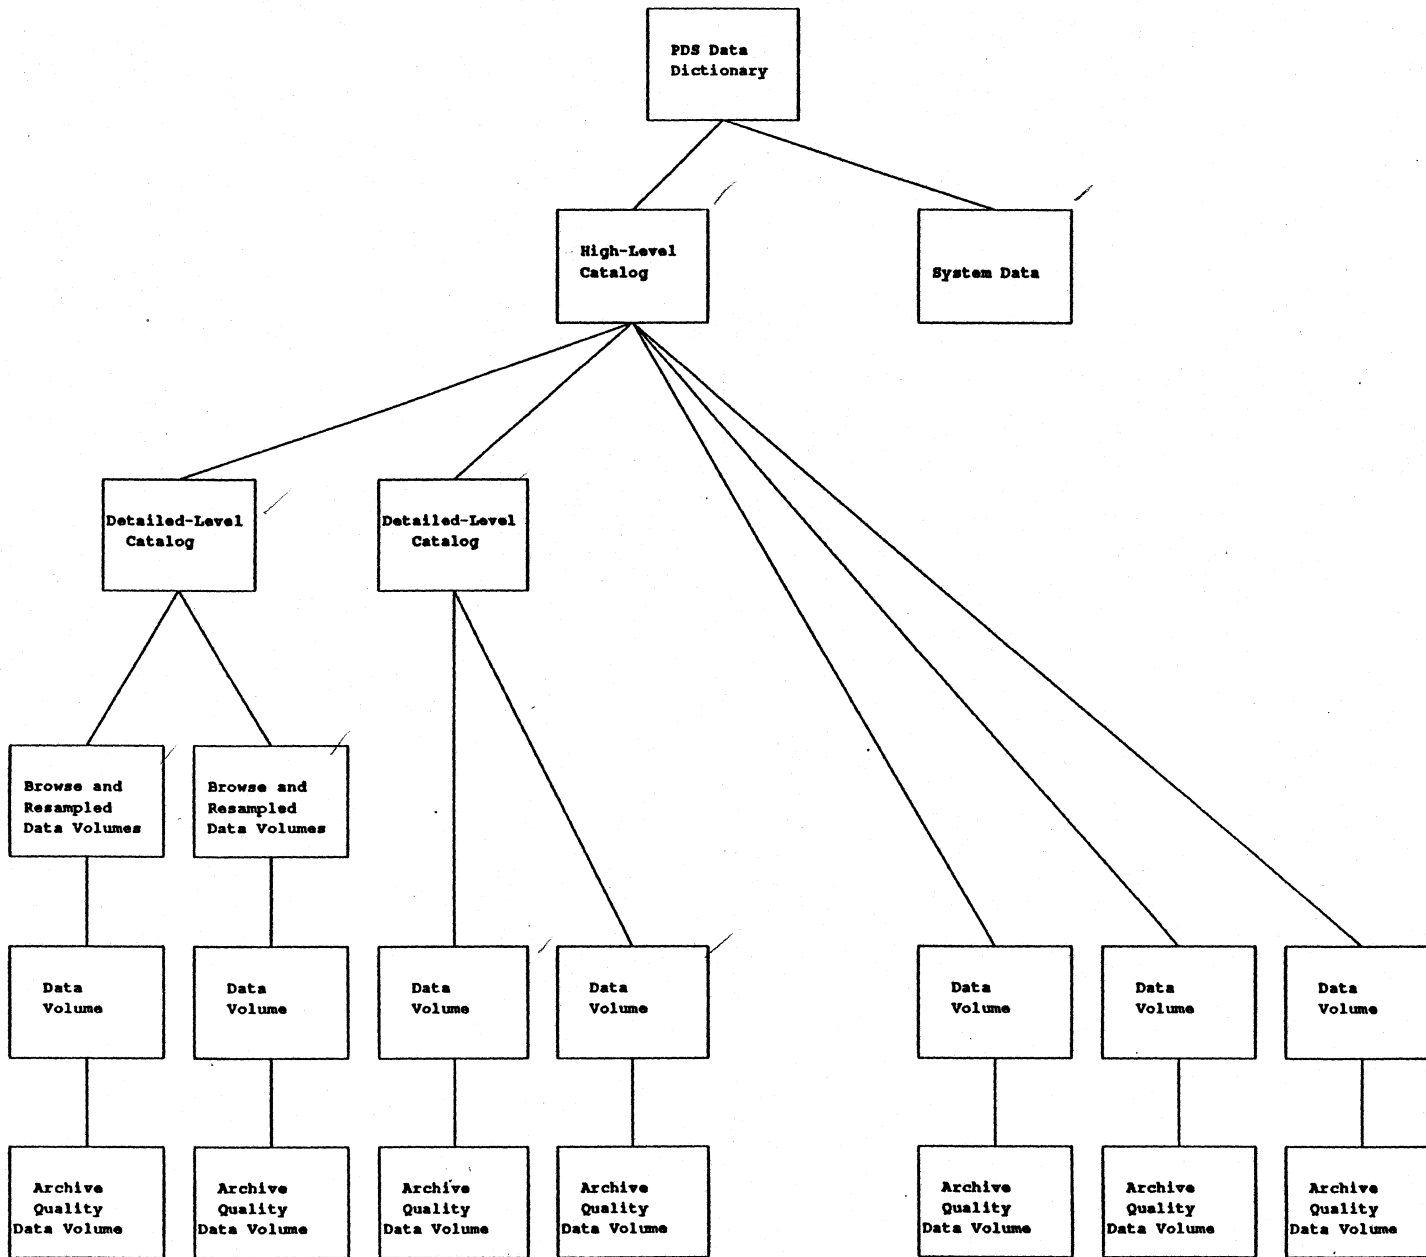 PDS Data
Dictionary
High-Level
Catalog
System Data
Detailed-Level
Catalog
Detailed-Level
Catalog
Browse and
Resampled
Data Volumes
Browse and
Resampled
Data Volumes
Data
Volume
Data
Volume
Data
Volume
Data
Volume
Data
Volume
Data
Volume
Data
Volume
Archive
Quality
Data Volume
Archive
Quality
Data Volume
Archive
Quality
Data Volume
Archive
Quality
Data Volume
Archive
Quality
Data Volume
Archive
Quality
Data Volume
Archive
Quality
Data Volume